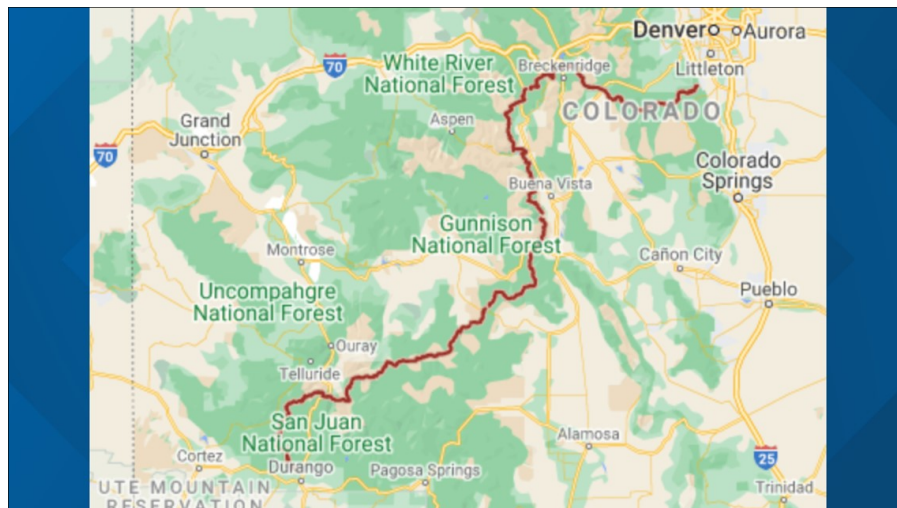 Denver
Aurora
White River
National Forest
70
Breckenridge
Littleton
COLORADO
Grand
Junction
Aspen
70
Colorado
Springs
Buena Vista
Gunnison
National Forest
Montrose
Cañon City
Uncompahgre
National Forest
Pueblo
Ouray
Telluride
San Juan
National Forest
Alamosa
Cortez
Durango
Pagosa Springs
25
UTE MOUNTAIN
RESERVATION
Trinidad